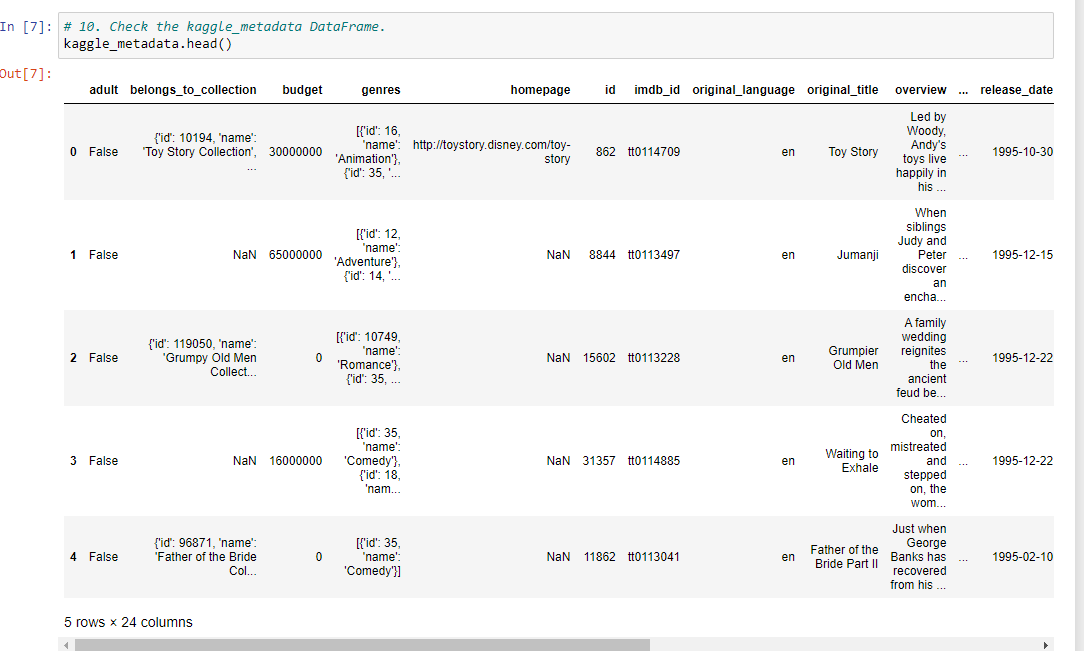 In [7]: # 10. Check the kaggle_metadata DataFrame.
kaggle_metadata.head()
Out[7]:
adult belongs_to_collection budget genres homepage id imdb_id original_language original_title overview ... release_date
0 False {'id': 10194, 'name': 'Toy Story Collection', ... 30000000 [{'id': 16, 'name': 'Animation'}, {'id': 35, '... http://toystory.disney.com/toy-story 862 tt0114709 en Toy Story Led by Woody, Andy's toys live happily in his ... ... 1995-10-30
1 False NaN 65000000 [{'id': 12, 'name': 'Adventure'}, {'id': 14, '... NaN 8844 tt0113497 en Jumanji When siblings Judy and Peter discover an encha... ... 1995-12-15
2 False {'id': 119050, 'name': 'Grumpy Old Men Collect... 0 [{'id': 10749, 'name': 'Romance'}, {'id': 35, ... NaN 15602 tt0113228 en Grumpier Old Men A family wedding reignites the ancient feud be... ... 1995-12-22
3 False NaN 16000000 [{'id': 35, 'name': 'Comedy'}, {'id': 18, 'nam... NaN 31357 tt0114885 en Waiting to Exhale Cheated on, mistreated and stepped on, the wom... ... 1995-12-22
4 False {'id': 96871, 'name': 'Father of the Bride Col... 0 [{'id': 35, 'name': 'Comedy'}] NaN 11862 tt0113041 en Father of the Bride Part II Just when George Banks has recovered from his ... ... 1995-02-10
5 rows × 24 columns